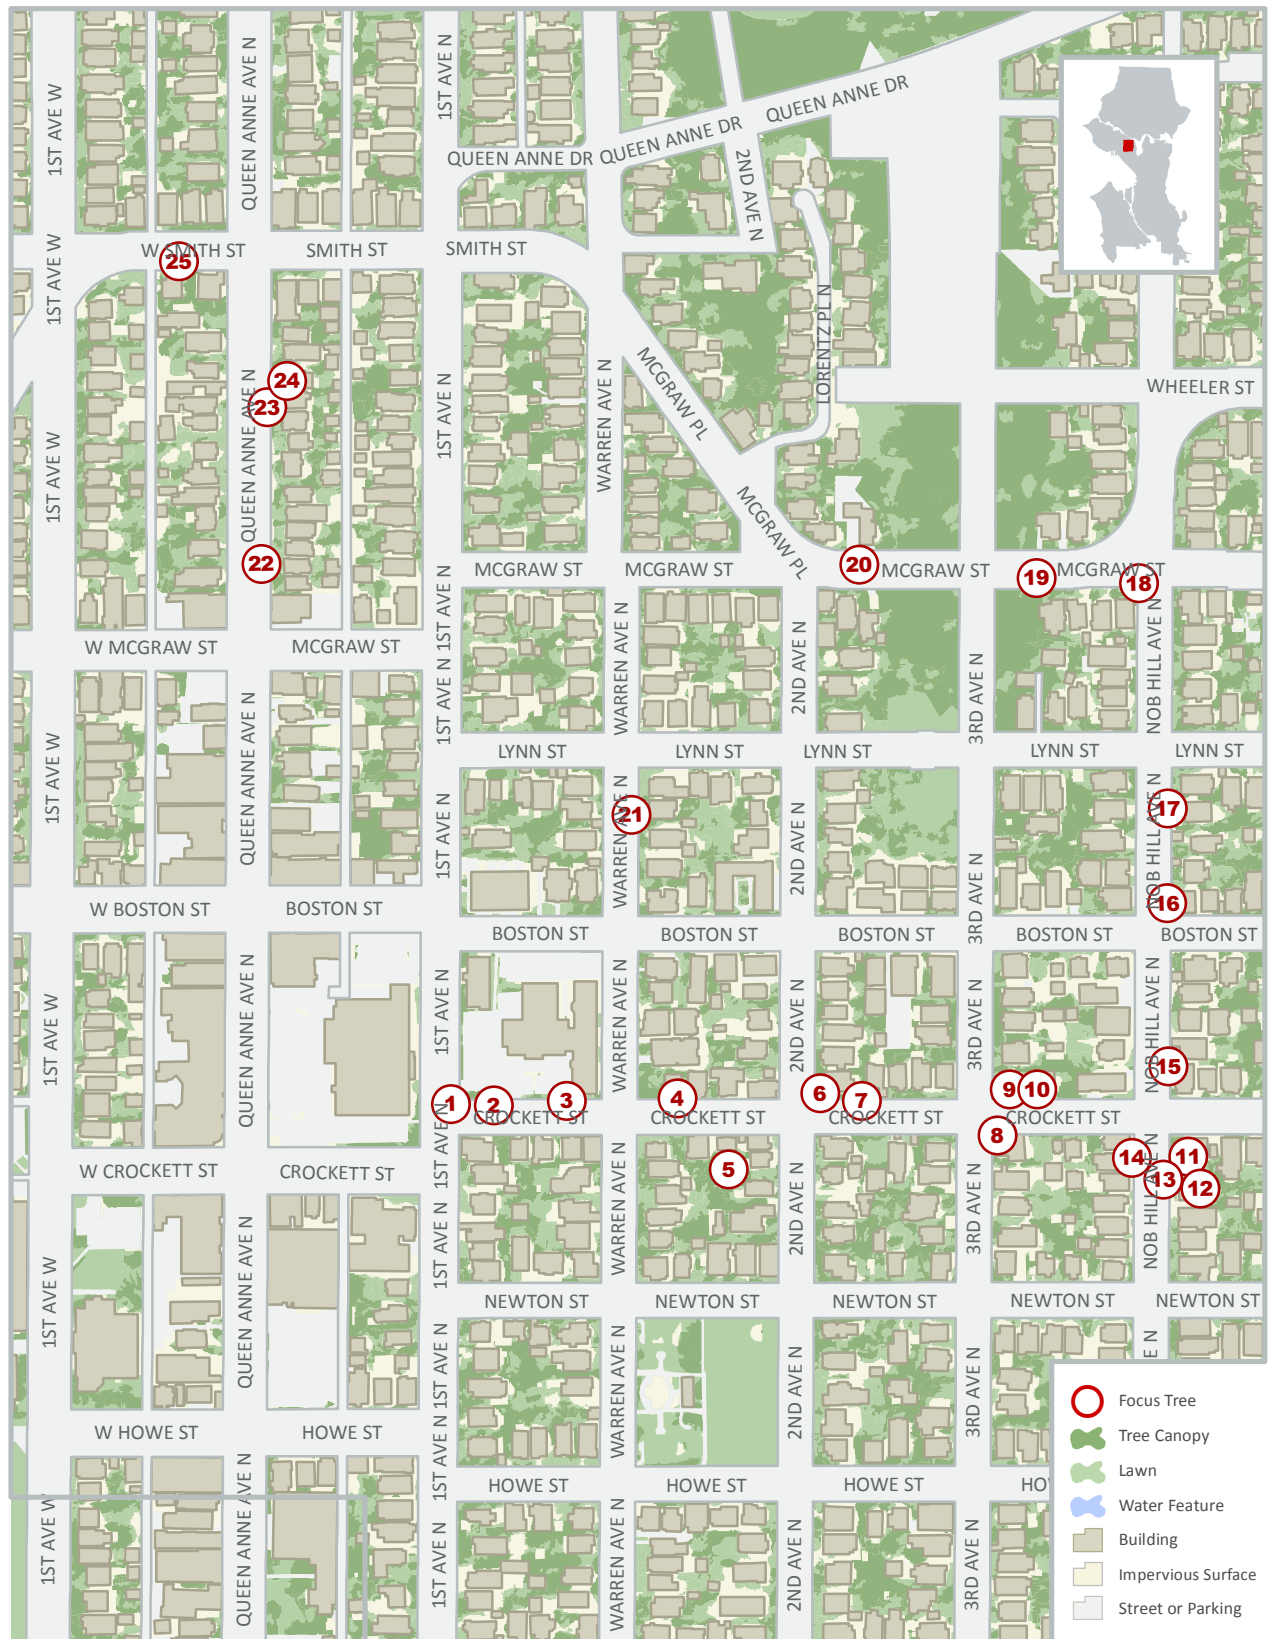 1ST AVE W
QUEEN ANNE AVE N
1ST AVE N
QUEEN ANNE DR
QUEEN ANNE DR
QUEEN ANNE DR
2ND AVE N
W SMITH ST
SMITH ST
SMITH ST
25
1ST AVE W
LORENTZ PL N
MCGRAW PL
WARREN AVE N
WHEELER ST
24
23
QUEEN ANNE AVE N
1ST AVE N
1ST AVE W
MCGRAW PL
22
MCGRAW ST
MCGRAW ST
20
MCGRAW ST
19
MCGRAW ST
18
W MCGRAW ST
MCGRAW ST
1ST AVE N
1ST AVE N
WARREN AVE N
2ND AVE N
3RD AVE N
NOB HILL AVE N
LYNN ST
LYNN ST
LYNN ST
LYNN ST
LYNN ST
1ST AVE W
QUEEN ANNE AVE N
1ST AVE N
WARREN AVE N
21
2ND AVE N
3RD AVE N
NOB HILL AVE N
17
16
W BOSTON ST
BOSTON ST
BOSTON ST
BOSTON ST
BOSTON ST
BOSTON ST
BOSTON ST
1ST AVE W
QUEEN ANNE AVE N
1ST AVE N
WARREN AVE N
2ND AVE N
3RD AVE N
NOB HILL AVE N
15
1
2
3
4
6
7
9
10
CROCKETT ST
CROCKETT ST
CROCKETT ST
CROCKETT ST
8
W CROCKETT ST
CROCKETT ST
1ST AVE N
5
14
11
13
12
1ST AVE W
QUEEN ANNE AVE N
1ST AVE N
WARREN AVE N
2ND AVE N
3RD AVE N
NOB HILL AVE N
NEWTON ST
NEWTON ST
NEWTON ST
NEWTON ST
NEWTON ST
1ST AVE N
WARREN AVE N
2ND AVE N
3RD AVE N
E N
W HOWE ST
HOWE ST
1ST AVE N
HOWE ST
HOWE ST
HOWE ST
HO
1ST AVE W
QUEEN ANNE AVE N
1ST AVE N
WARREN AVE N
2ND AVE N
3RD AVE N
Focus Tree
Tree Canopy
Lawn
Water Feature
Building
Impervious Surface
Street or Parking